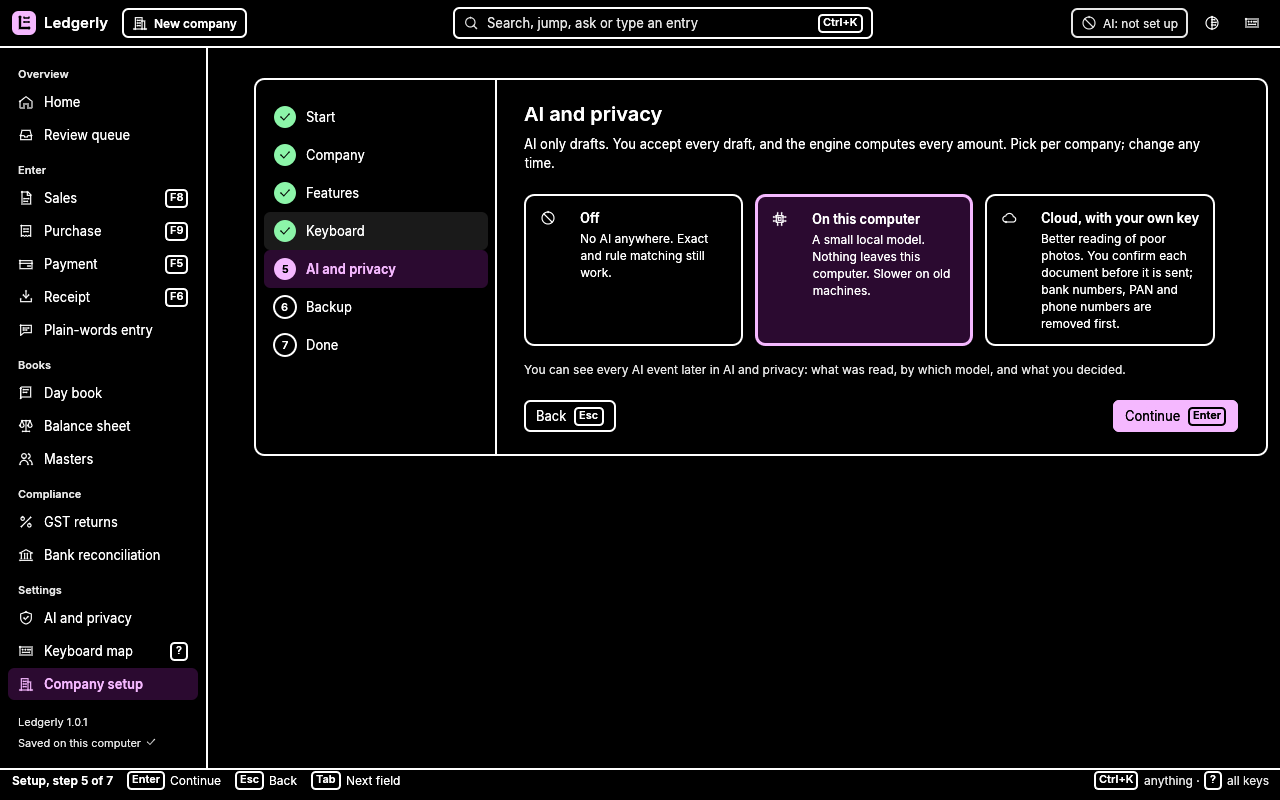 Ledgerly
New company
Search, jump, ask or type an entry Ctrl+K
AI: not set up
Overview
Home
Review queue
Enter
Sales F8
Purchase F9
Payment F5
Receipt F6
Plain-words entry
Books
Day book
Balance sheet
Masters
Compliance
GST returns
Bank reconciliation
Settings
AI and privacy
Keyboard map ?
Company setup
Ledgerly 1.0.1
Saved on this computer
Start
Company
Features
Keyboard
5 AI and privacy
6 Backup
7 Done
AI and privacy
AI only drafts. You accept every draft, and the engine computes every amount. Pick per company; change any
time.
Off
No AI anywhere. Exact
and rule matching still
work.
On this computer
A small local model.
Nothing leaves this
computer. Slower on old
machines.
Cloud, with your own key
Better reading of poor
photos. You confirm each
document before it is sent;
bank numbers, PAN and
phone numbers are
removed first.
You can see every AI event later in AI and privacy: what was read, by which model, and what you decided.
Back Esc
Continue Enter
Setup, step 5 of 7 Enter Continue Esc Back Tab Next field
Ctrl+K anything · ? all keys